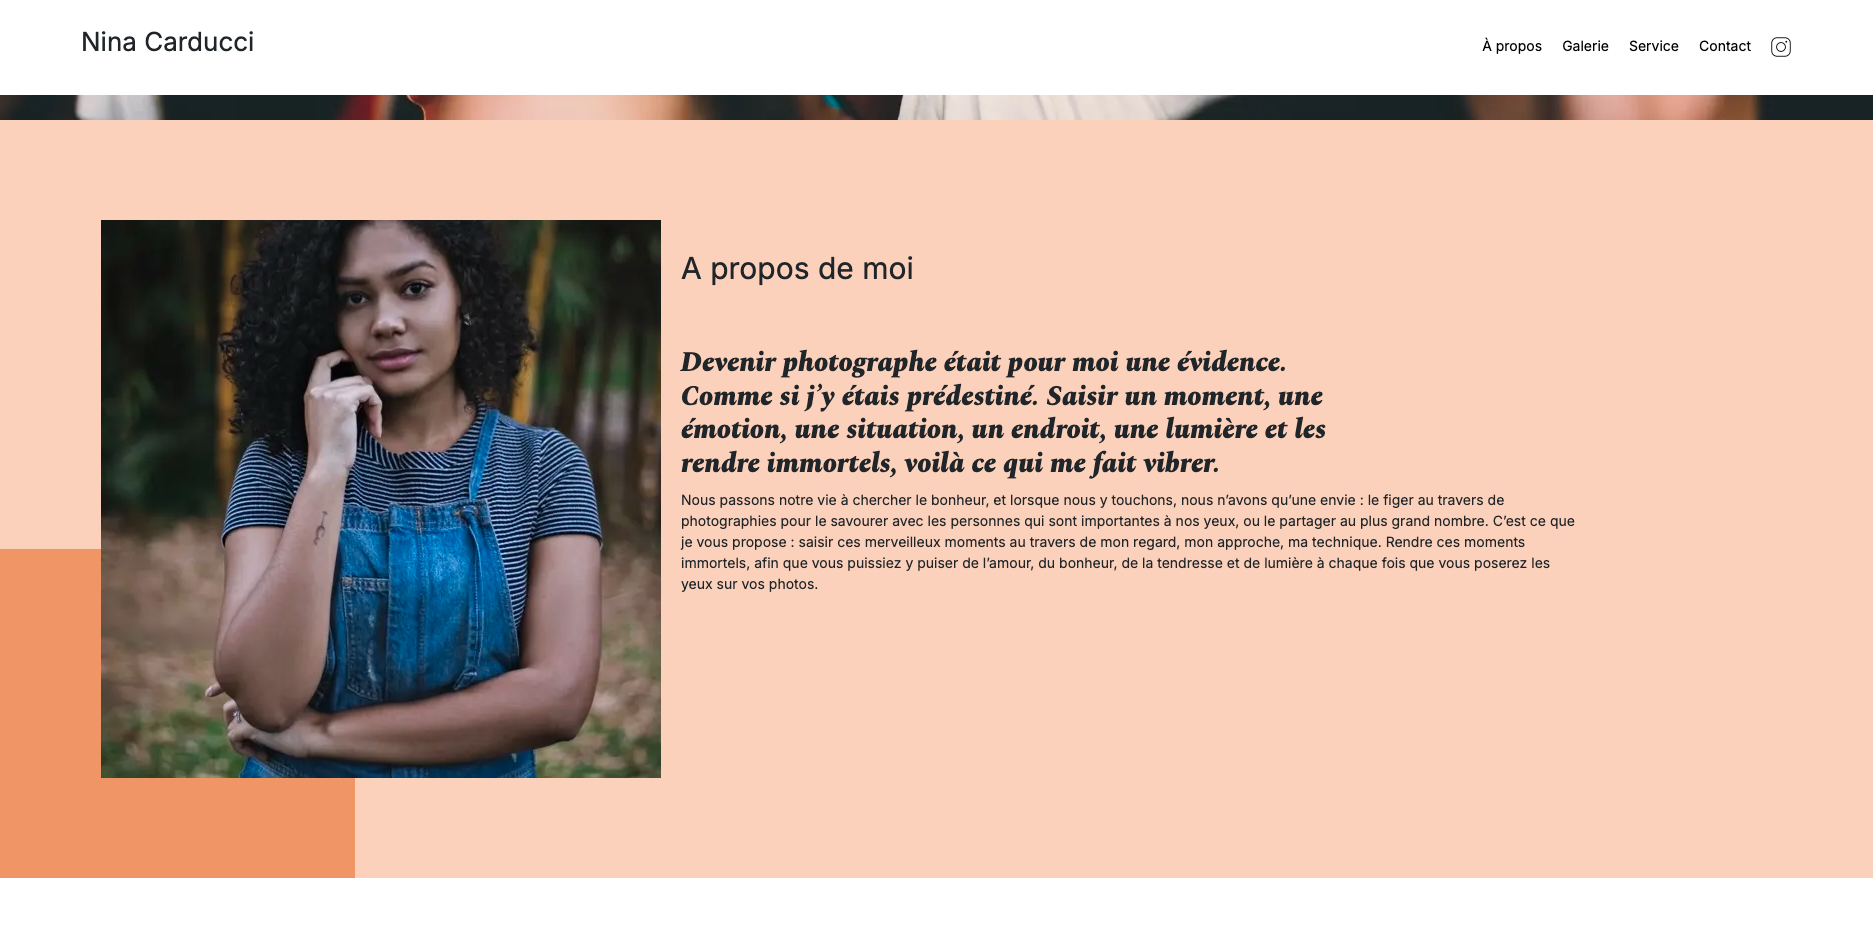 Nina Carducci
À propos Galerie Service Contact
A propos de moi
Devenir photographe était pour moi une évidence.
Comme si j’y étais prédestiné. Saisir un moment, une
émotion, une situation, un endroit, une lumière et les
rendre immortels, voilà ce qui me fait vibrer.
Nous passons notre vie à chercher le bonheur, et lorsque nous y touchons, nous n’avons qu’une envie : le figer au travers de
photographies pour le savourer avec les personnes qui sont importantes à nos yeux, ou le partager au plus grand nombre. C’est ce que
je vous propose : saisir ces merveilleux moments au travers de mon regard, mon approche, ma technique. Rendre ces moments
immortels, afin que vous puissiez y puiser de l’amour, du bonheur, de la tendresse et de lumière à chaque fois que vous poserez les
yeux sur vos photos.